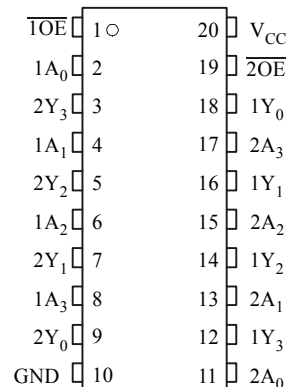 1OE 1 20 VCC
1A0 2 19 2OE
2Y3 3 18 1Y0
1A1 4 17 2A3
2Y2 5 16 1Y1
1A2 6 15 2A2
2Y1 7 14 1Y2
1A3 8 13 2A1
2Y0 9 12 1Y3
GND 10 11 2A0